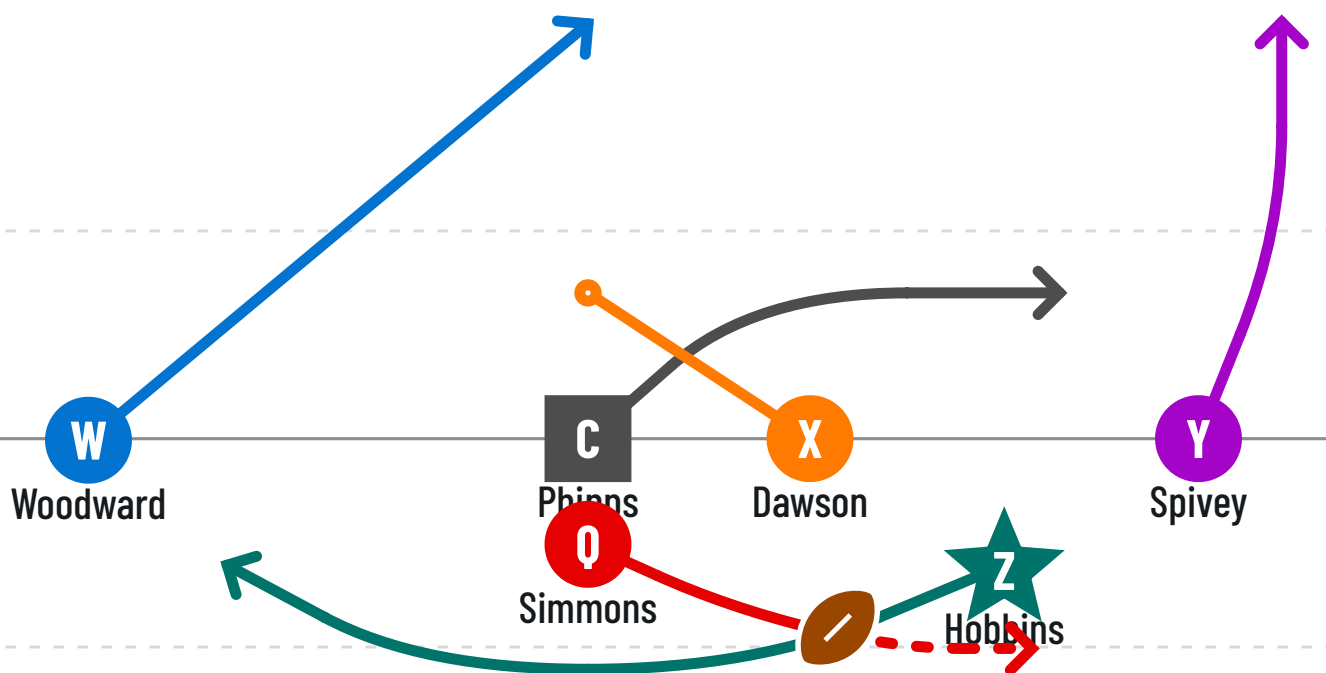 W
C
X
Y
Woodward
Phipps
Dawson
Spivey
Q
Z
Simmons
Hobbins